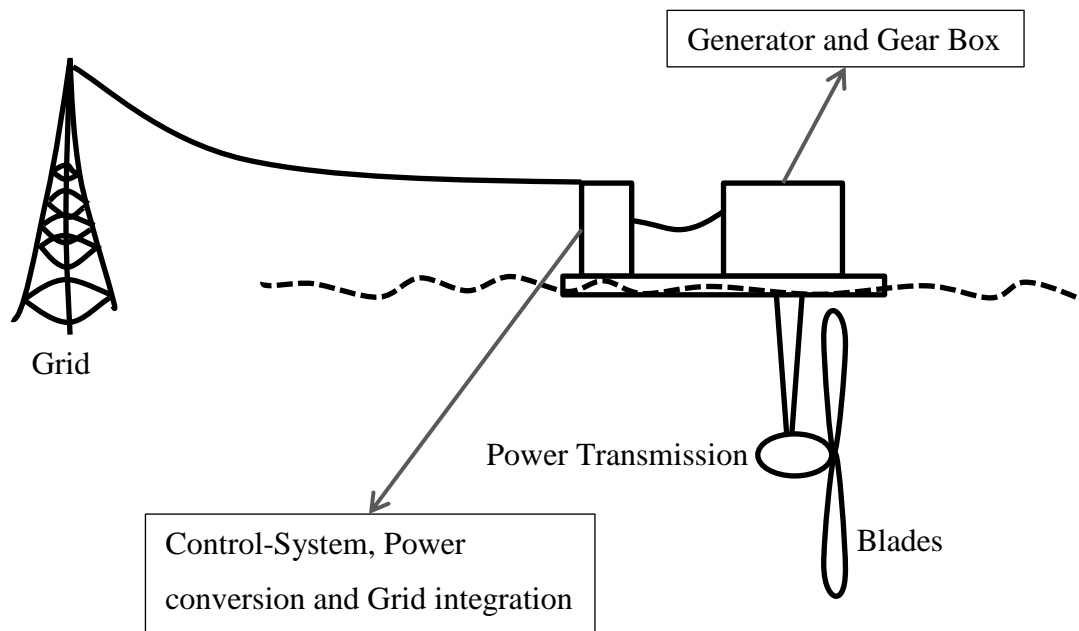 Generator and Gear Box
Grid
Power Transmission
Blades
Control-System, Power
conversion and Grid integration